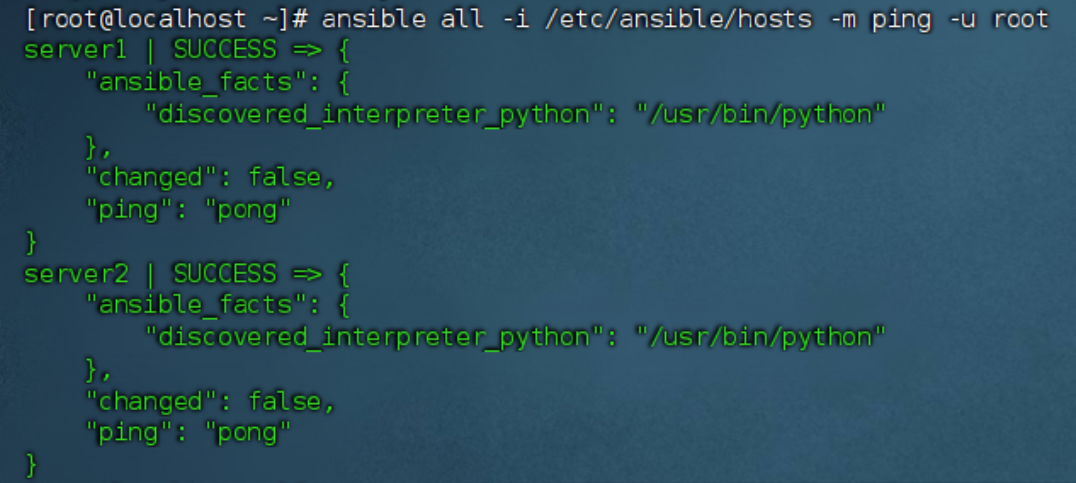 [root@localhost ~]# ansible all -i /etc/ansible/hosts -m ping -u root
server1 | SUCCESS => {
    "ansible_facts": {
        "discovered_interpreter_python": "/usr/bin/python"
    },
    "changed": false,
    "ping": "pong"
}
server2 | SUCCESS => {
    "ansible_facts": {
        "discovered_interpreter_python": "/usr/bin/python"
    },
    "changed": false,
    "ping": "pong"
}